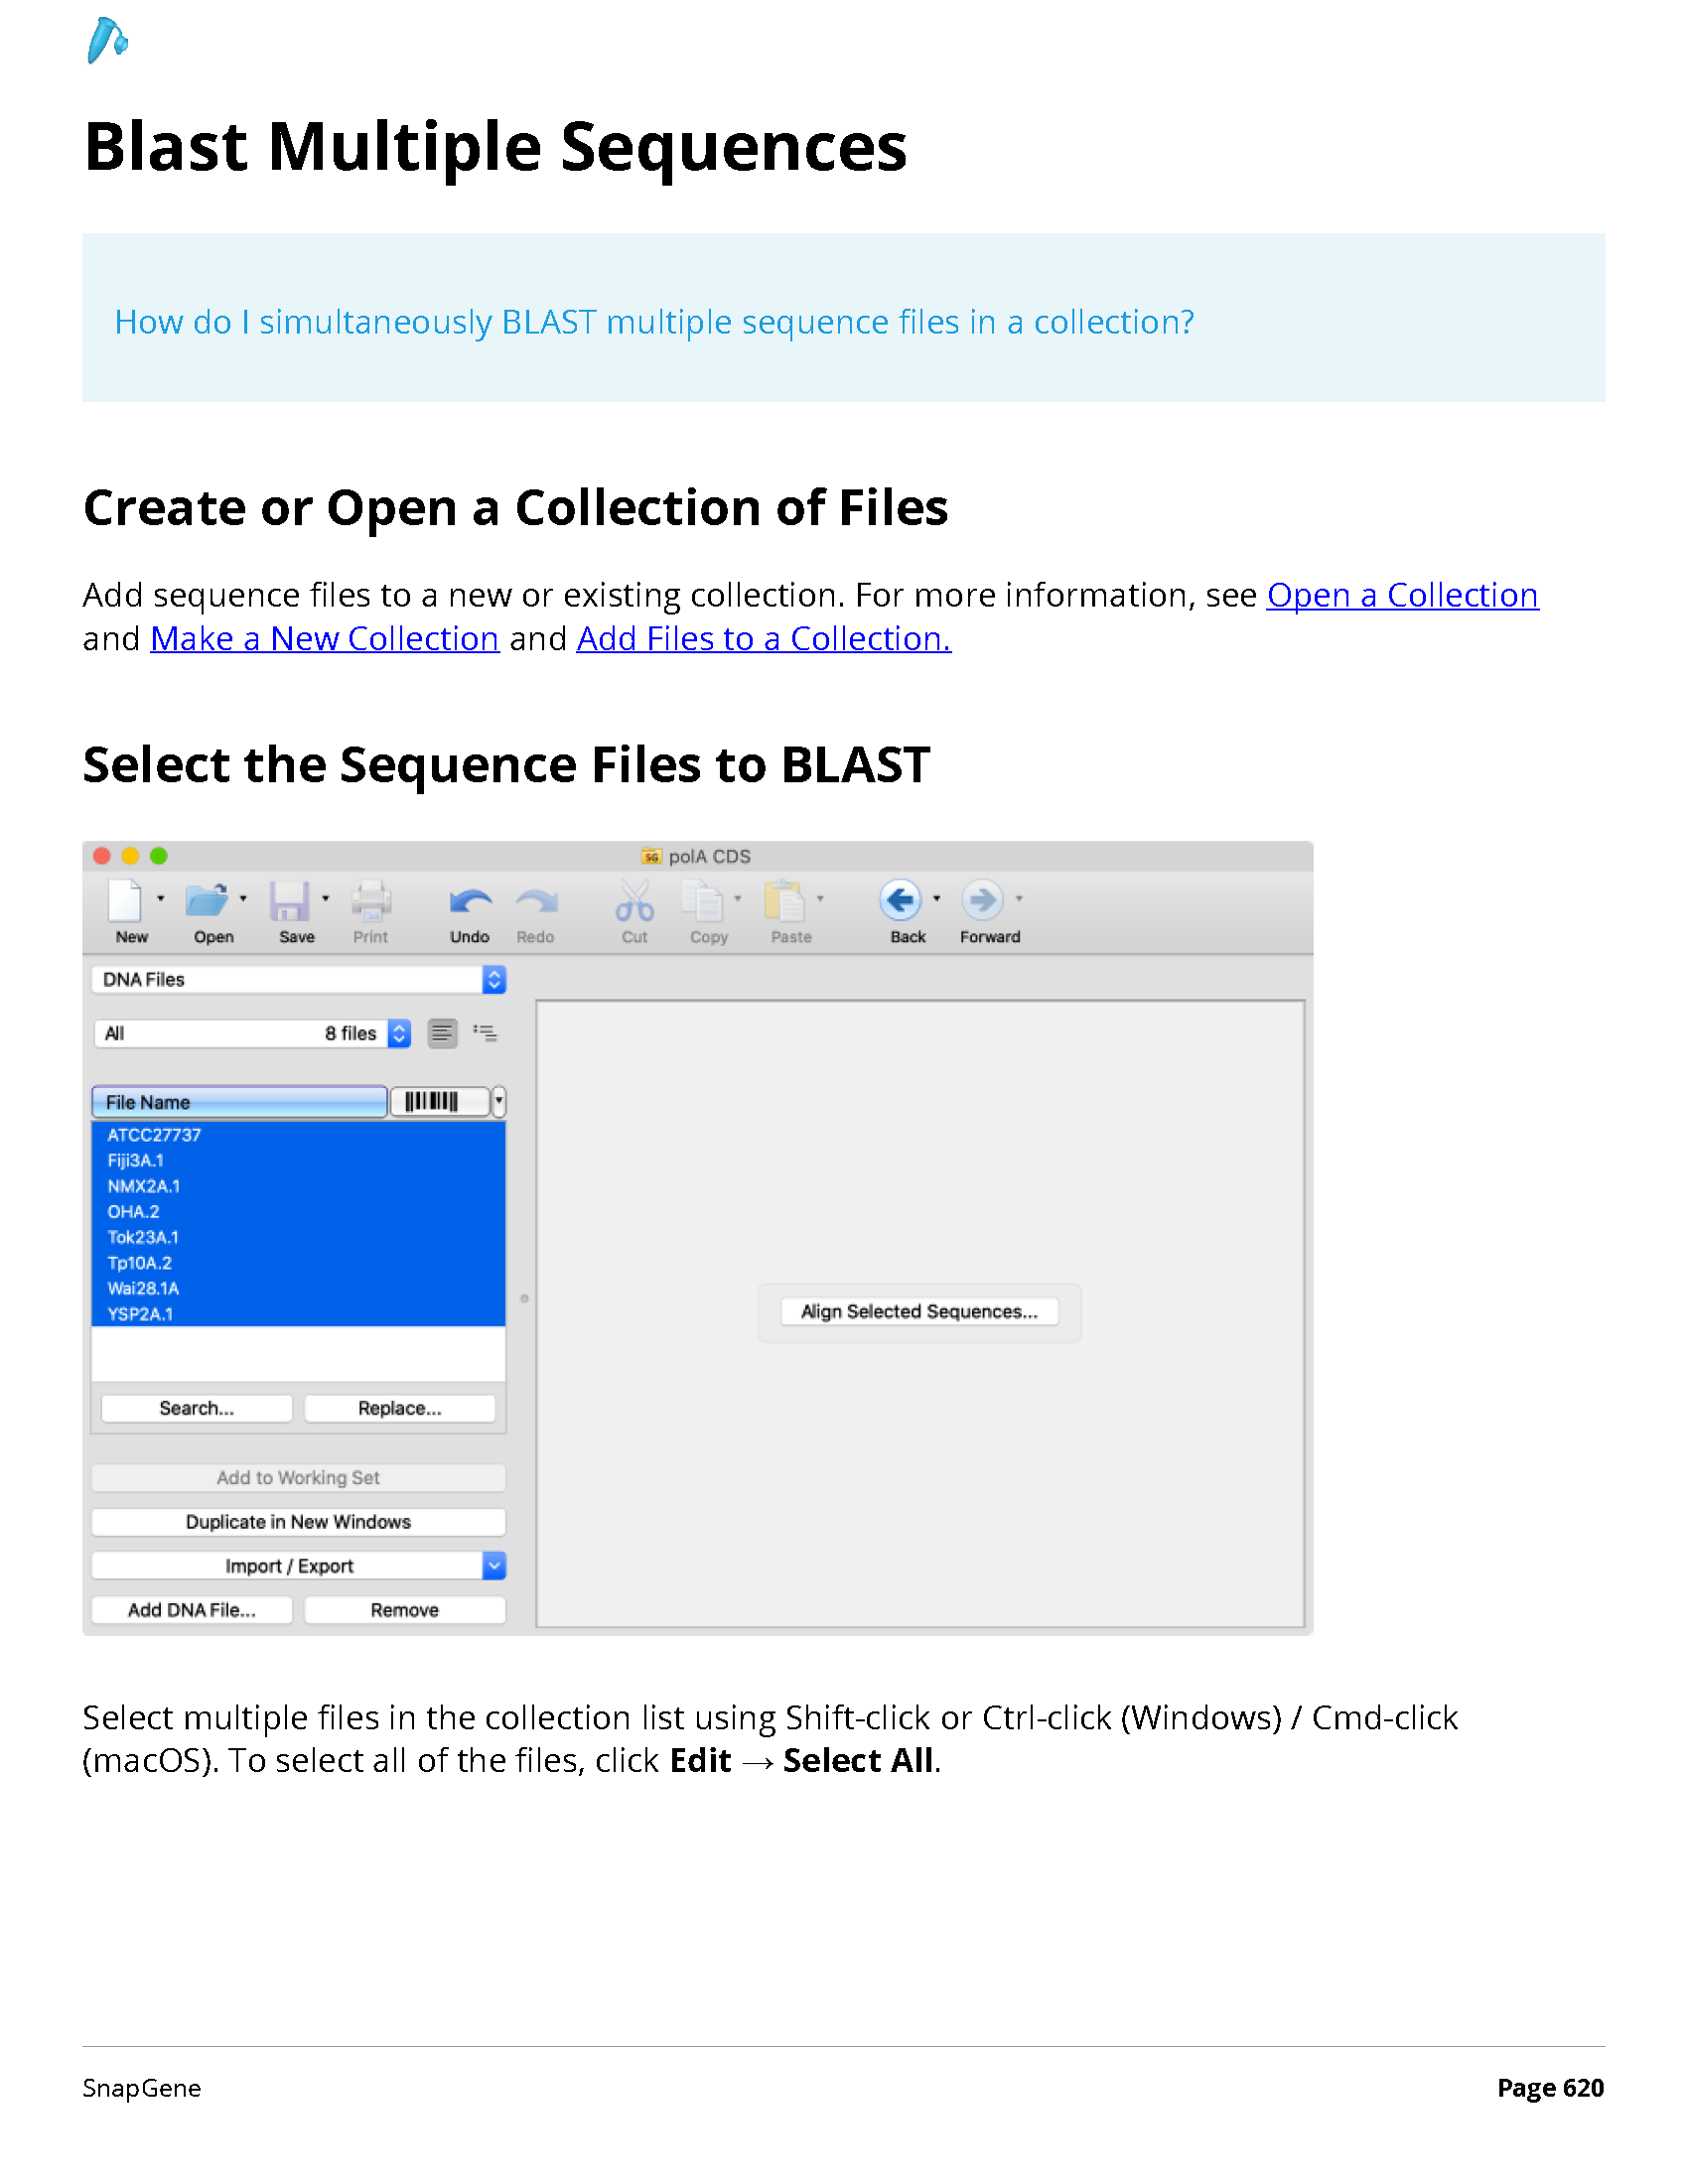 Blast Multiple Sequences
How do I simultaneously BLAST multiple sequence files in a collection?
Create or Open a Collection of Files
Add sequence files to a new or existing collection. For more information, see Open a Collection
and Make a New Collection and Add Files to a Collection.
Select the Sequence Files to BLAST
SG polA CDS
New Open Save Print Undo Redo Cut Copy Paste Back Forward
DNA Files
All 8 files
File Name
ATCC27737
Fiji3A.1
NMX2A.1
OHA.2
Tok23A.1
Tp10A.2
Wai28.1A
YSP2A.1
Align Selected Sequences...
Search... Replace...
Add to Working Set
Duplicate in New Windows
Import / Export
Add DNA File... Remove
Select multiple files in the collection list using Shift-click or Ctrl-click (Windows) / Cmd-click
(macOS). To select all of the files, click Edit → Select All.
SnapGene Page 620